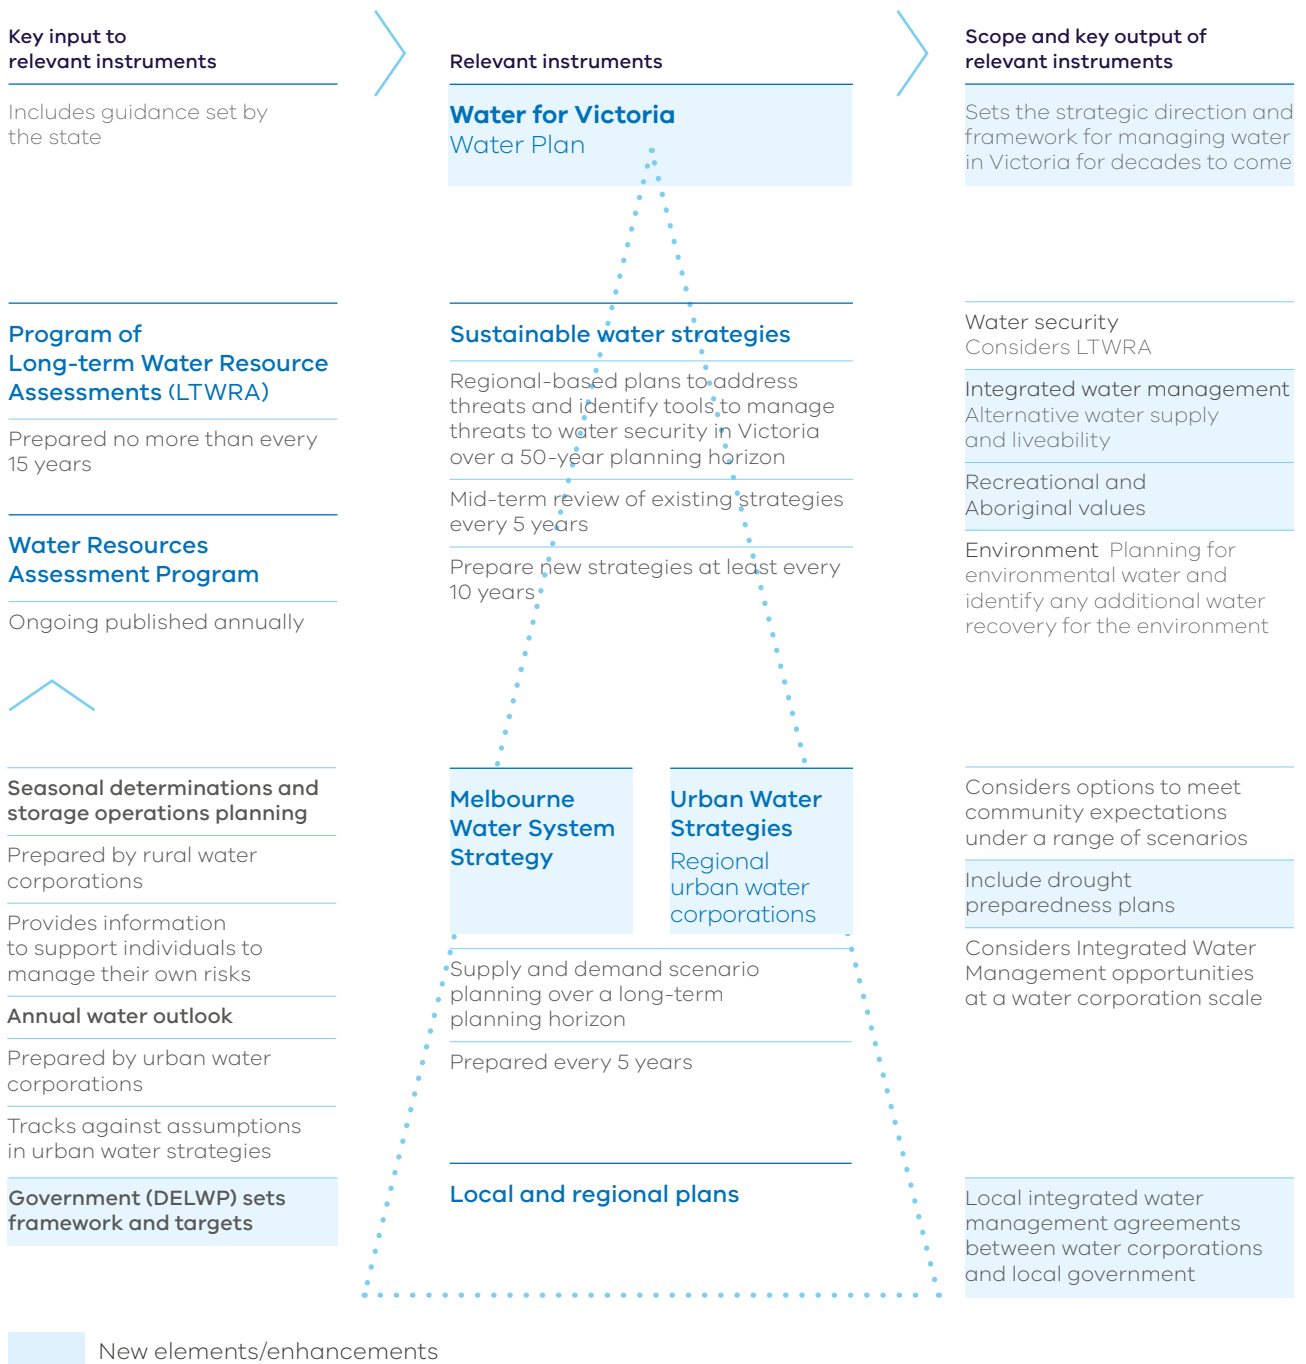 Key input to
relevant instruments
Includes guidance set by
the state
Program of
Long-term Water Resource
Assessments (LTWRA)
Prepared no more than every
15 years
Water Resources
Assessment Program
Ongoing published annually
Seasonal determinations and
storage operations planning
Prepared by rural water
corporations
Provides information
to support individuals to
manage their own risks
Annual water outlook
Prepared by urban water
corporations
Tracks against assumptions
in urban water strategies
Government (DELWP) sets
framework and targets
Relevant instruments
Water for Victoria
Water Plan
Sustainable water strategies
Regional-based plans to address
threats and identify tools to manage
threats to water security in Victoria
over a 50-year planning horizon
Mid-term review of existing strategies
every 5 years
Prepare new strategies at least every
10 years
Melbourne
Water System
Strategy
Urban Water
Strategies
Regional
urban water
corporations
Supply and demand scenario
planning over a long-term
planning horizon
Prepared every 5 years
Local and regional plans
Scope and key output of
relevant instruments
Sets the strategic direction and
framework for managing water
in Victoria for decades to come
Water security
Considers LTWRA
Integrated water management
Alternative water supply
and liveability
Recreational and
Aboriginal values
Environment Planning for
environmental water and
identify any additional water
recovery for the environment
Considers options to meet
community expectations
under a range of scenarios
Include drought
preparedness plans
Considers Integrated Water
Management opportunities
at a water corporation scale
Local integrated water
management agreements
between water corporations
and local government
New elements/enhancements